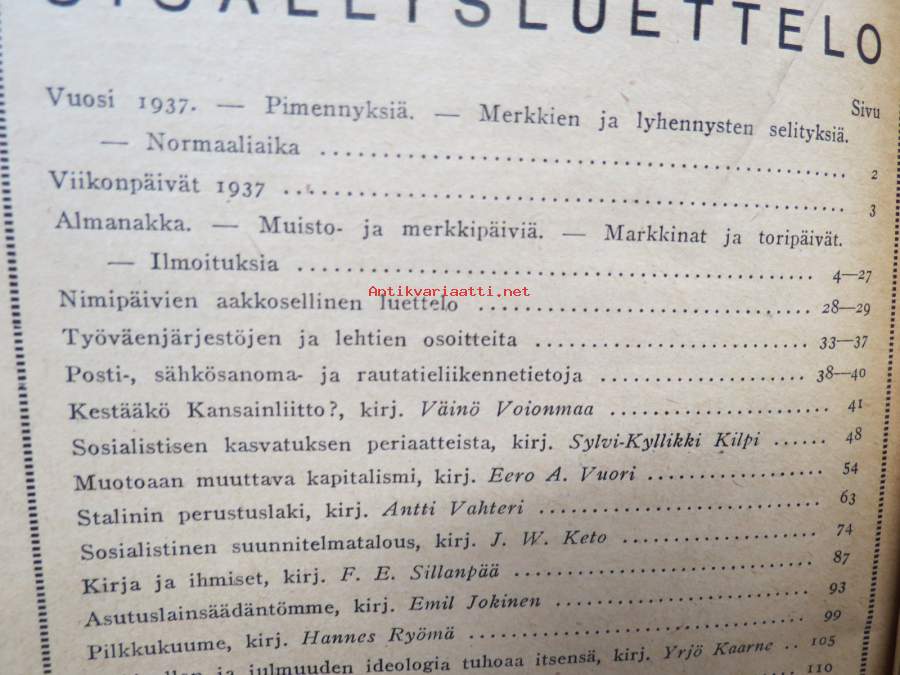 SISÄLLYSLUETTELO
Sivu
Vuosi 1937. — Pimennyksiä. — Merkkien ja lyhennysten selityksiä.
— Normaaliaika .......... 2
Viikonpäivät 1937 .......... 3
Almanakka. — Muisto- ja merkkipäiviä. — Markkinat ja toripäivät.
— Ilmoituksia .......... 4—27
Antikvariaatti.net
Nimipäivien aakkosellinen luettelo .......... 28—29
Työväenjärjestöjen ja lehtien osoitteita .......... 33—37
Posti-, sähkösanoma- ja rautatieliikennetietoja .......... 38—40
Kestääkö Kansainliitto?, kirj. Väinö Voionmaa .......... 41
Sosialistisen kasvatuksen periaatteista, kirj. Sylvi-Kyllikki Kilpi ...... 48
Muotoaan muuttava kapitalismi, kirj. Eero A. Vuori .......... 54
Stalinin perustuslaki, kirj. Antti Vahteri .......... 63
Sosialistinen suunnitelmatalous, kirj. J. W. Keto .......... 74
Kirja ja ihmiset, kirj. F. E. Sillanpää .......... 87
Asutuslainsäädäntömme, kirj. Emil Jokinen .......... 93
Pilkkukuume, kirj. Hannes Ryömä .......... 99
ja julmuuden ideologia tuhoaa itsensä, kirj. Yrjö Kaarne .. 105
110